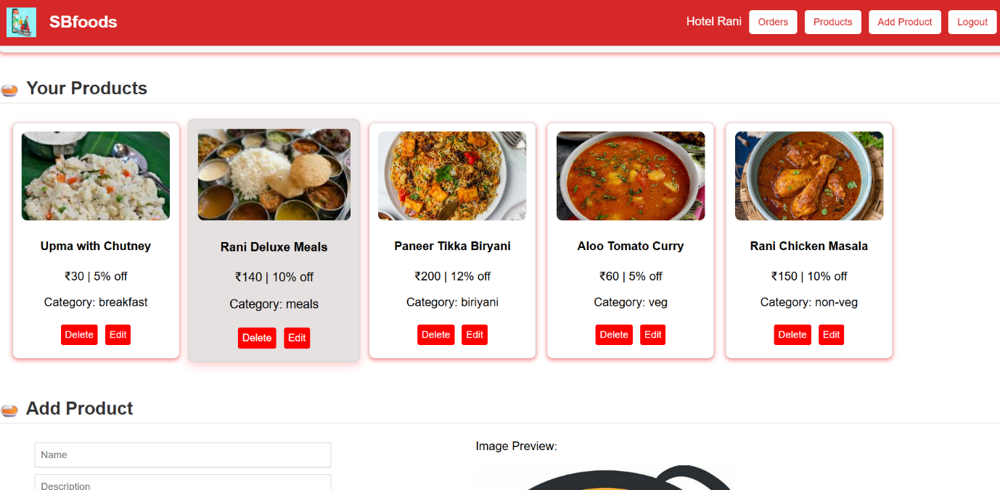 SBfoods
Hotel Rani Orders Products Add Product Logout
Your Products
Upma with Chutney
₹30 | 5% off
Category: breakfast
Delete Edit
Rani Deluxe Meals
₹140 | 10% off
Category: meals
Delete Edit
Paneer Tikka Biryani
₹200 | 12% off
Category: biriyani
Delete Edit
Aloo Tomato Curry
₹60 | 5% off
Category: veg
Delete Edit
Rani Chicken Masala
₹150 | 10% off
Category: non-veg
Delete Edit
Add Product
Name
Description
Image Preview: